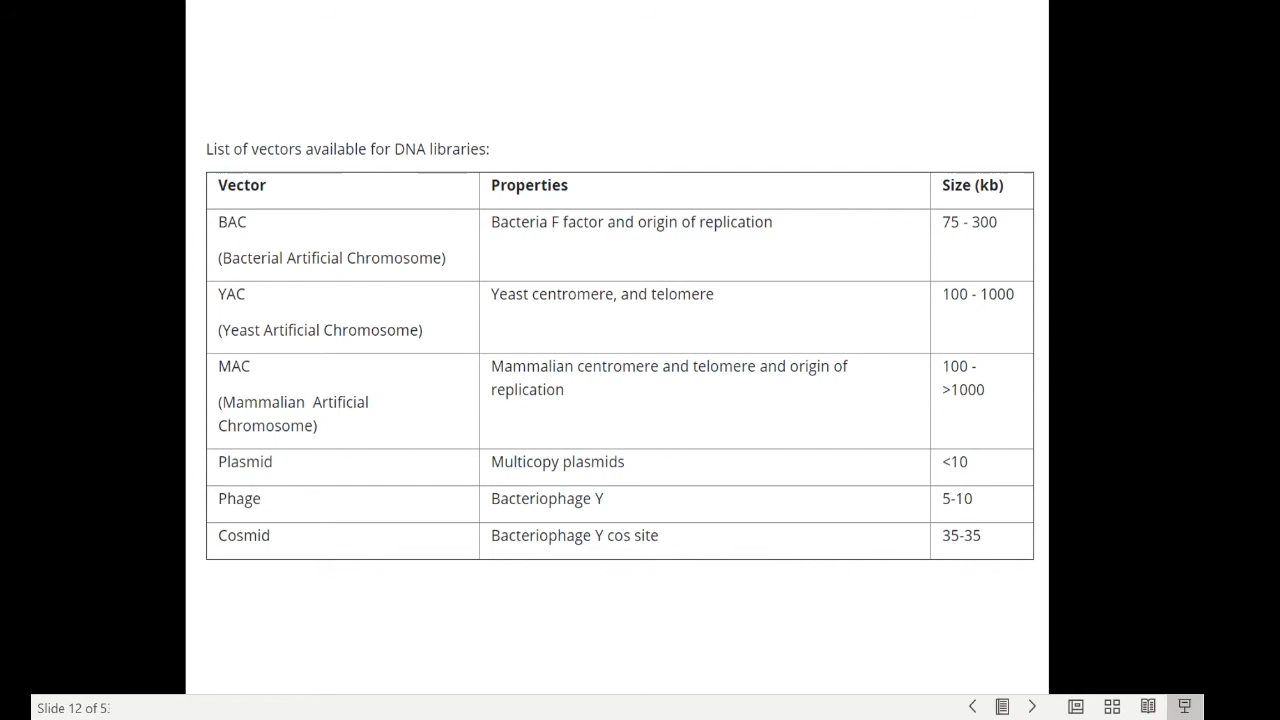 List of vectors available for DNA libraries:
Vector Properties Size (kb)
BAC Bacteria F factor and origin of replication 75 - 300
(Bacterial Artificial Chromosome)
YAC Yeast centromere, and telomere 100 - 1000
(Yeast Artificial Chromosome)
MAC Mammalian centromere and telomere and origin of 100 -
replication >1000
(Mammalian Artificial
Chromosome)
Plasmid Multicopy plasmids <10
Phage Bacteriophage Y 5-10
Cosmid Bacteriophage Y cos site 35-35
Slide 12 of 5